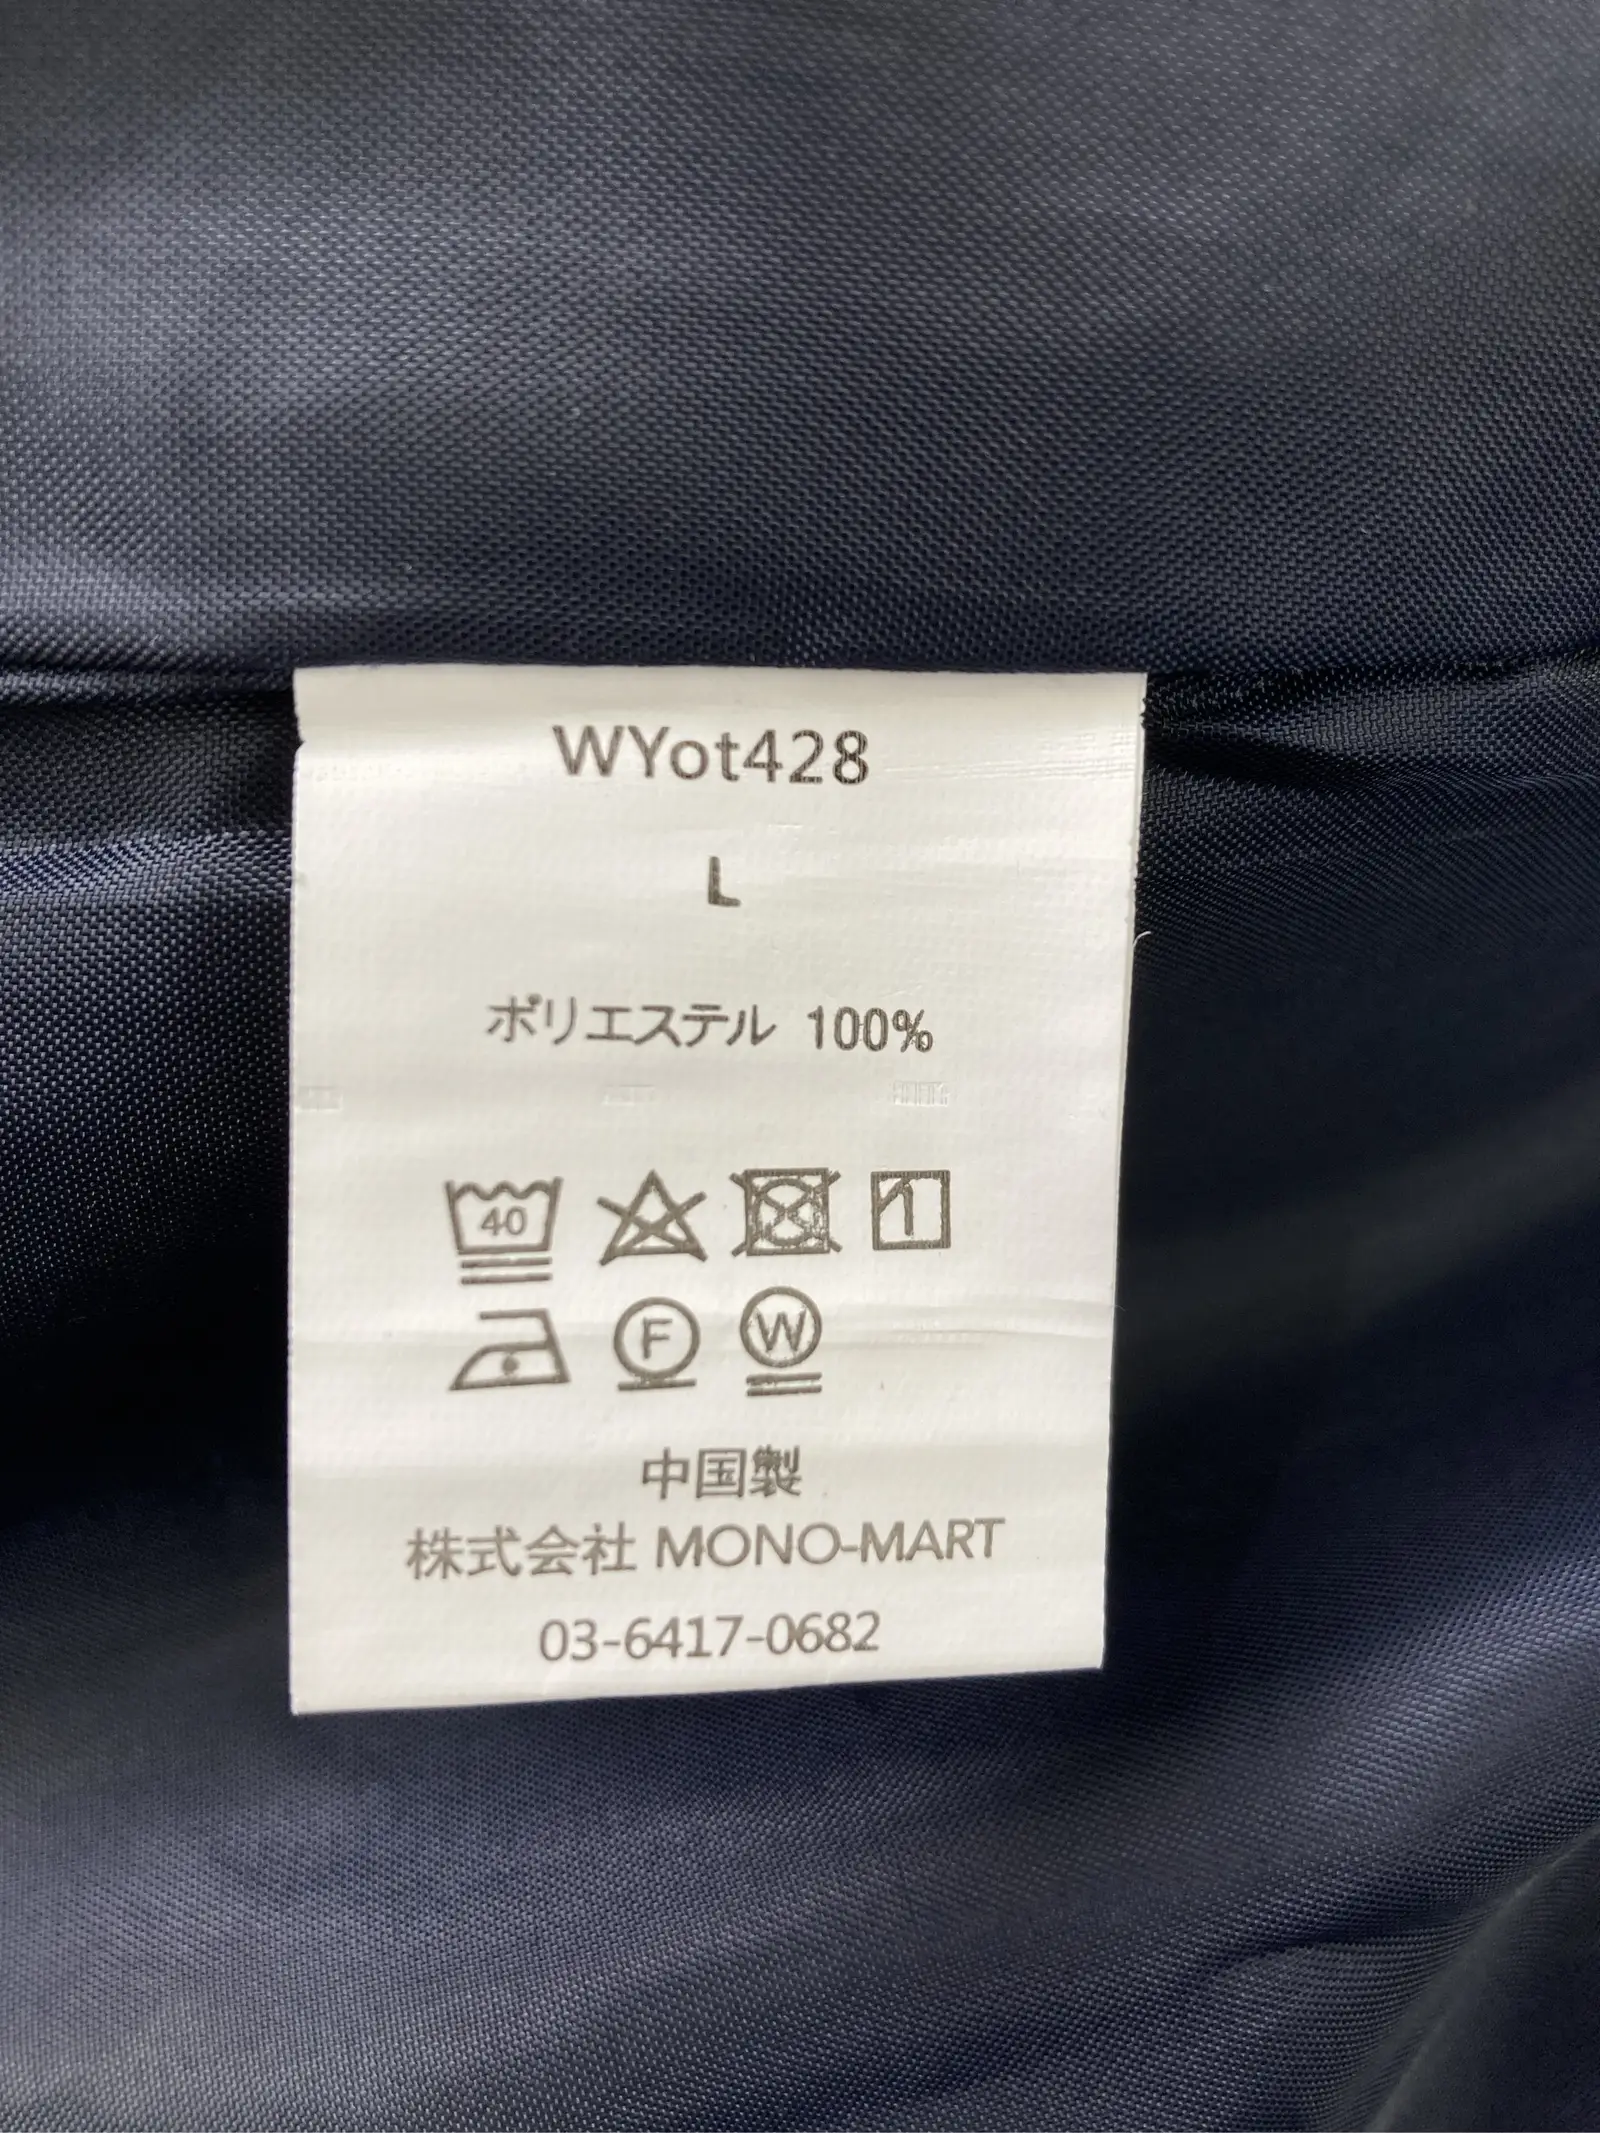 WYot428
L
ポリエステル 100%
40
F W
中国製
株式会社 MONO-MART
03-6417-0682